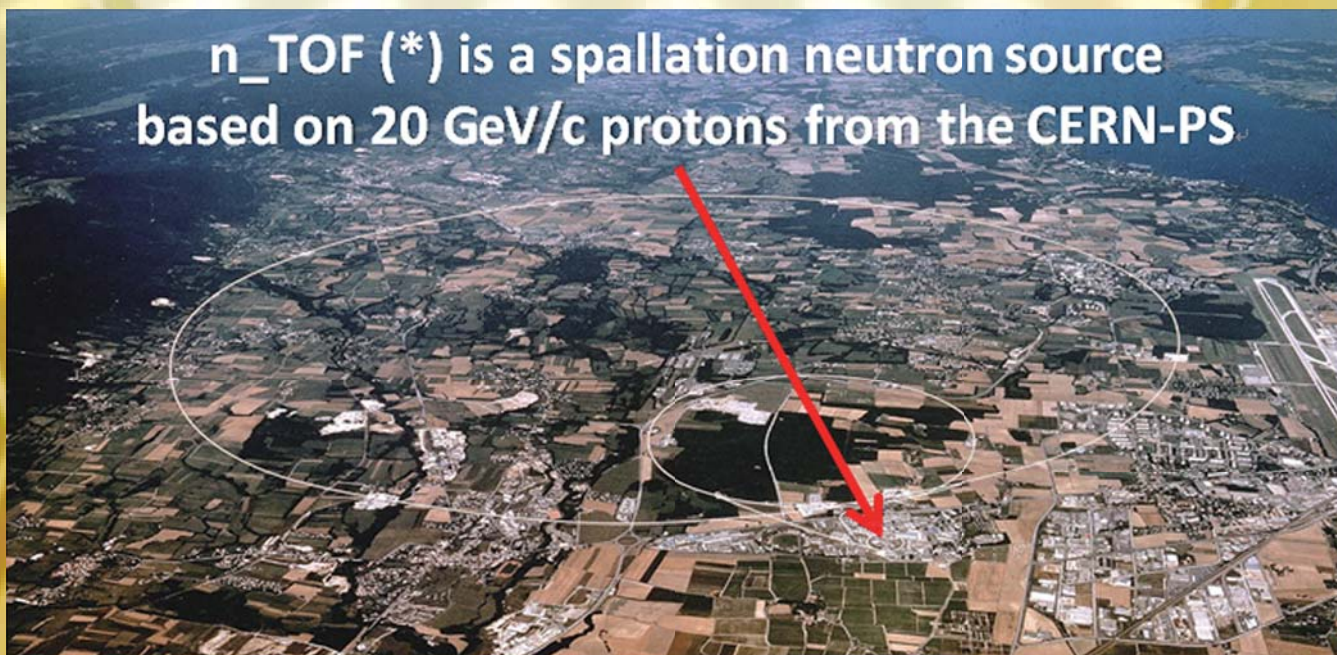 n_TOF (*) is a spallation neutron source
based on 20 GeV/c protons from the CERN-PS